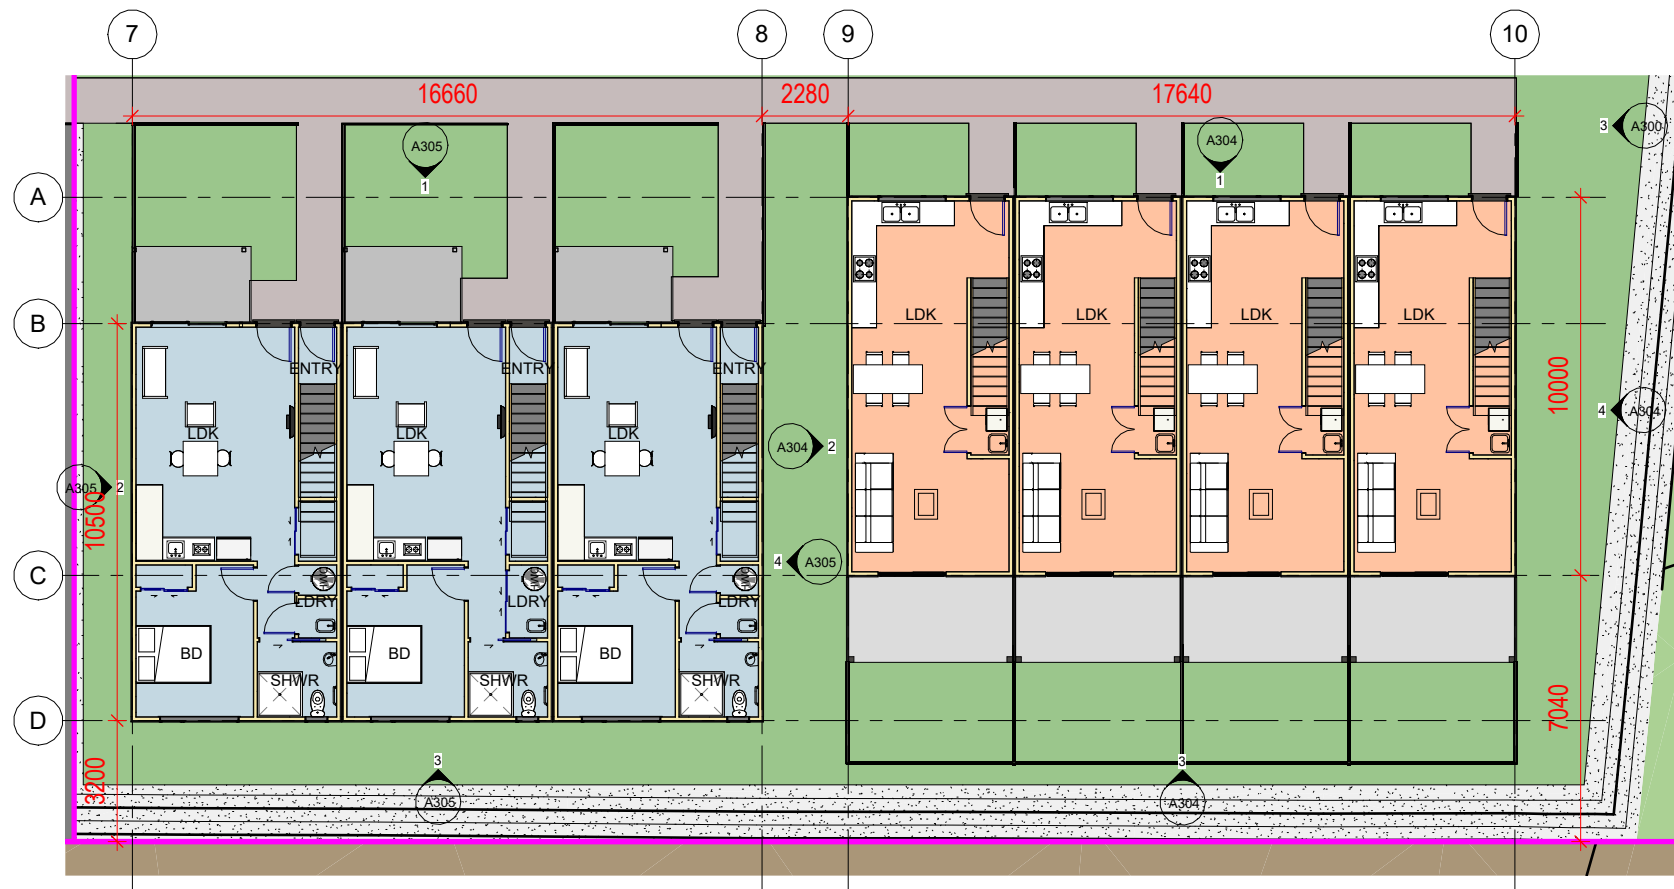 7
8
9
10
16660
2280
17640
A305
1
A304
1
3
A300
A
B
C
D
LDK
LDK
LDK
LDK
ENTRY
ENTRY
ENTRY
10000
4
A304
LDK
LDK
LDK
A304
2
A305
2
10500
4
A305
LDRY
LDRY
LDRY
BD
BD
BD
SHWR
SHWR
SHWR
7040
3200
3
A305
3
A304